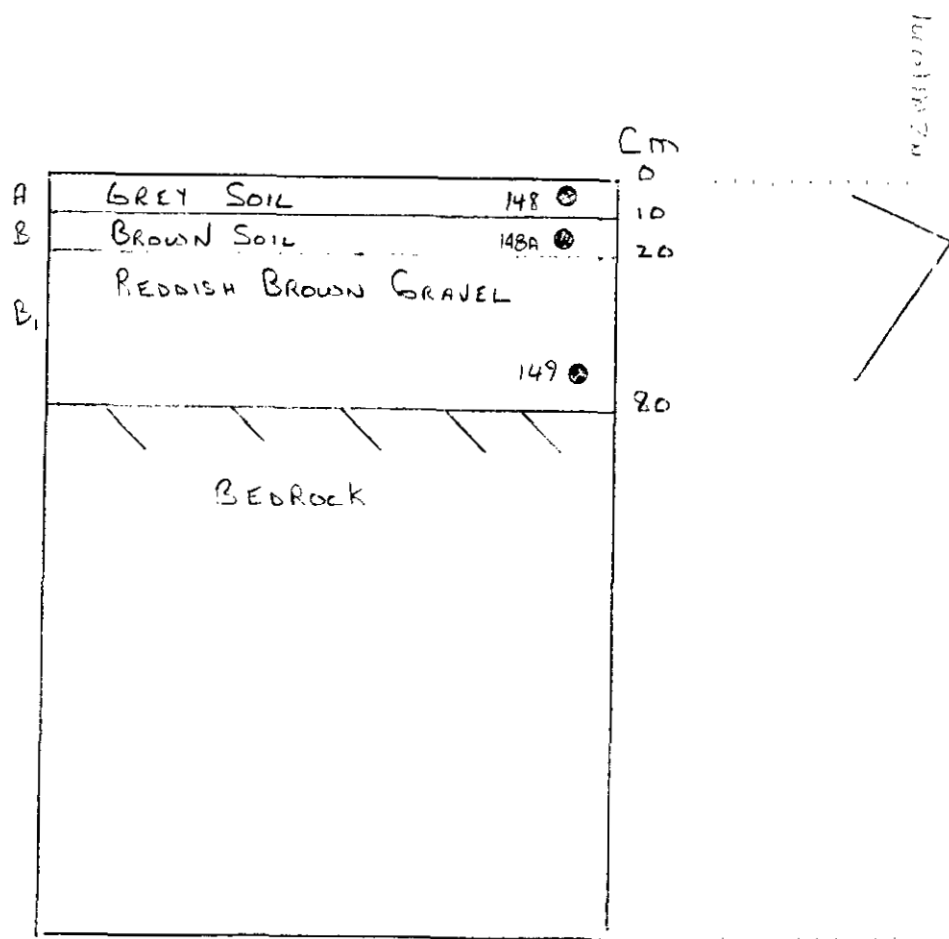 Cm
0
A GREY SOIL 148
10
B BROWN SOIL 148A
20
B1 REDDISH BROWN GRAVEL
149
80
BEDROCK